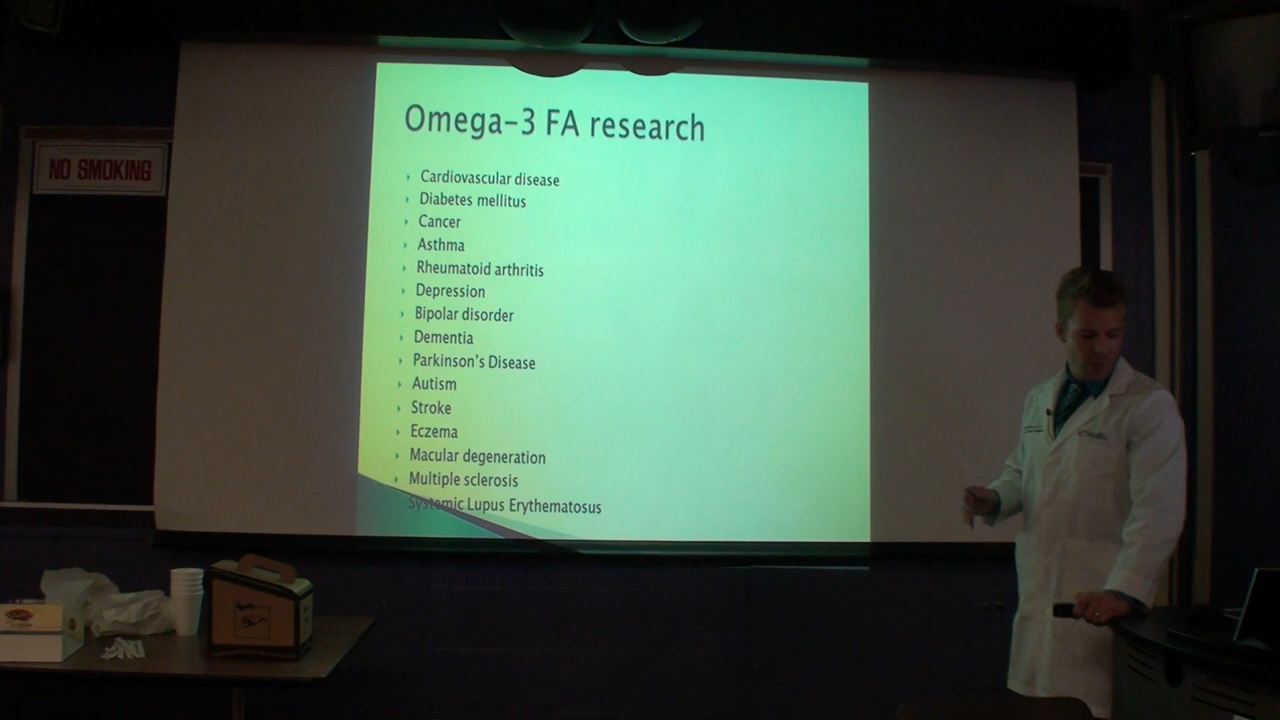 Omega-3 FA research
NO SMOKING
Cardiovascular disease
Diabetes mellitus
Cancer
Asthma
Rheumatoid arthritis
Depression
Bipolar disorder
Dementia
Parkinson's Disease
Autism
Stroke
Eczema
Macular degeneration
Multiple sclerosis
Systemic Lupus Erythematosus